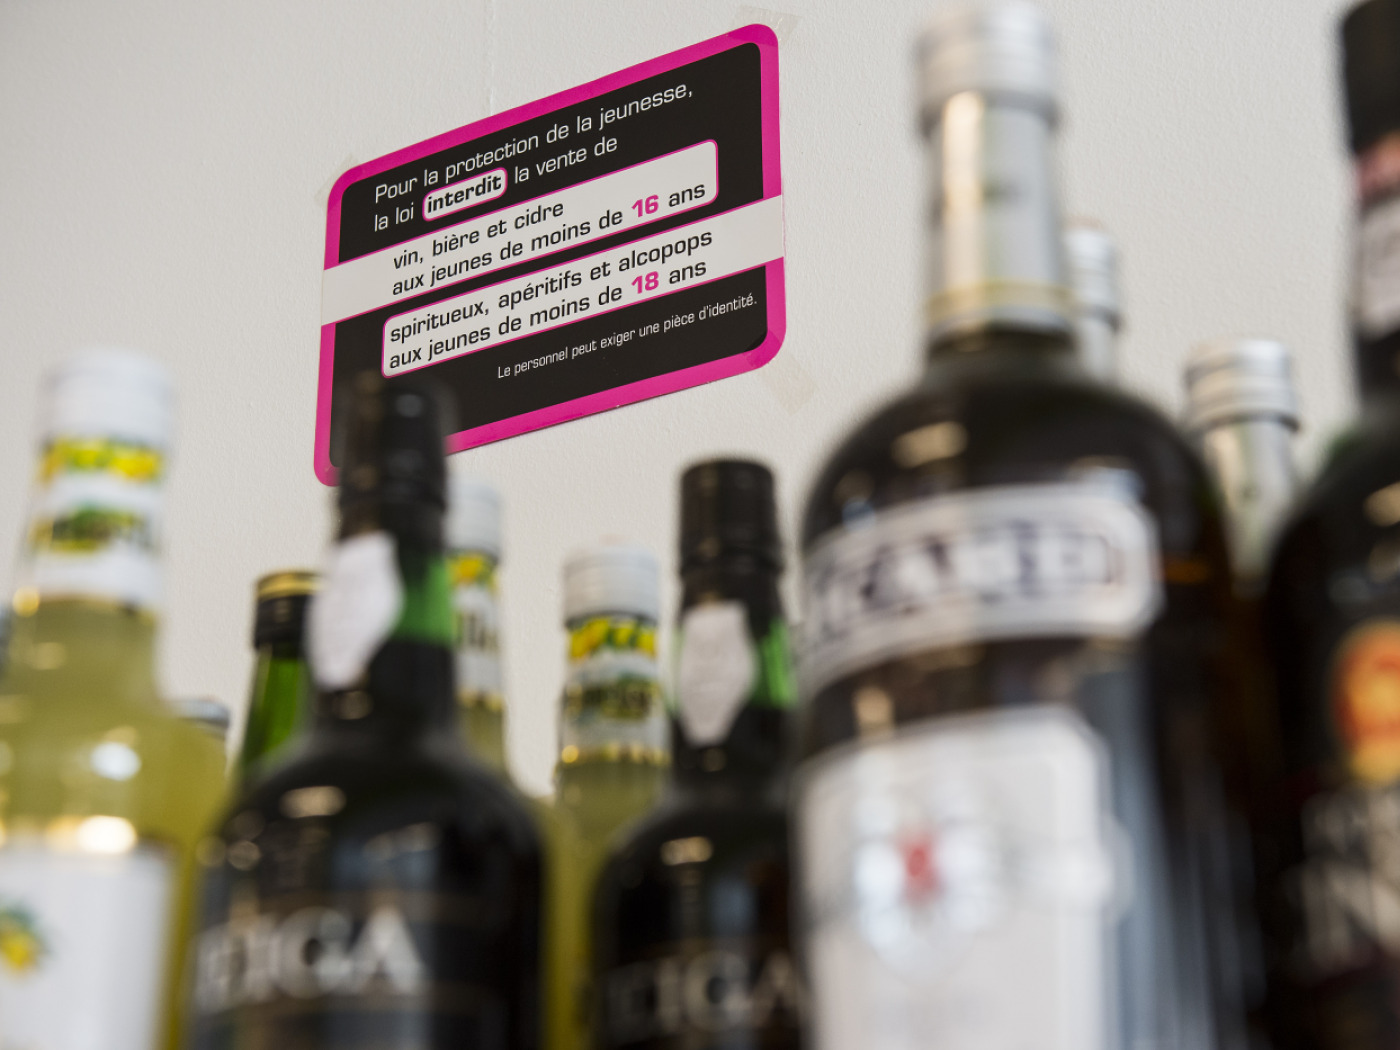 Pour la protection de la jeunesse,
la loi interdit la vente de
vin, bière et cidre
aux jeunes de moins de 16 ans
spiritueux, apéritifs et alcopops
aux jeunes de moins de 18 ans
Le personnel peut exiger une pièce d'identité.